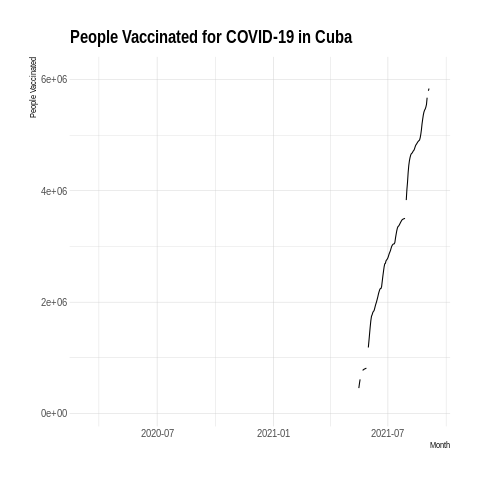 People Vaccinated for COVID-19 in Cuba
People Vaccinated
6e+06
4e+06
2e+06
0e+00
2020-07
2021-01
2021-07
Month